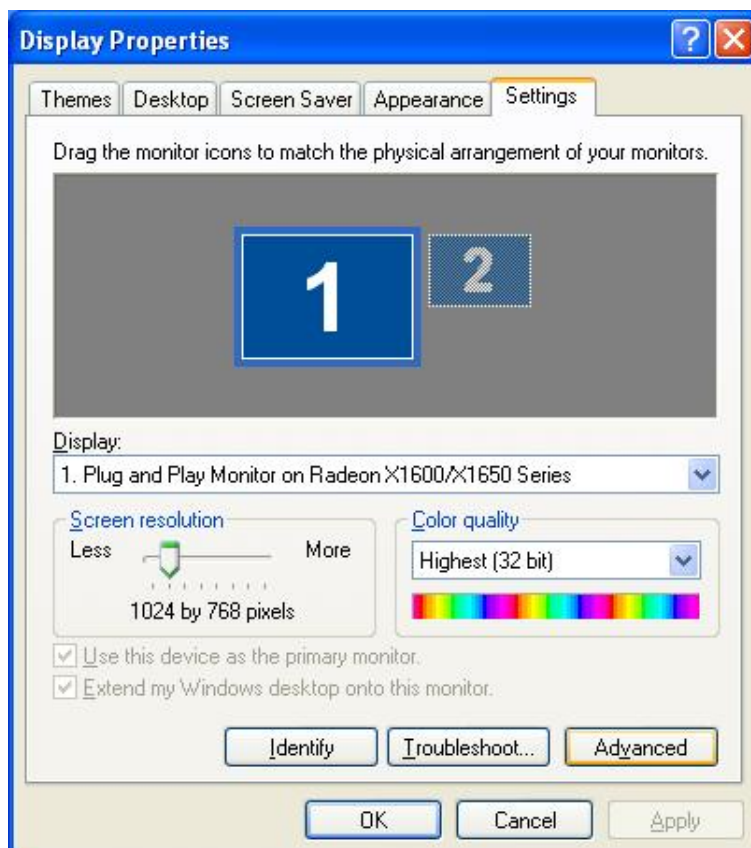 Display Properties
Themes Desktop Screen Saver Appearance Settings
Drag the monitor icons to match the physical arrangement of your monitors.
1 2
Display:
1. Plug and Play Monitor on Radeon X1600/X1650 Series
Screen resolution Color quality
Less More Highest (32 bit)
1024 by 768 pixels
Use this device as the primary monitor.
Extend my Windows desktop onto this monitor.
Identify Troubleshoot... Advanced
OK Cancel Apply